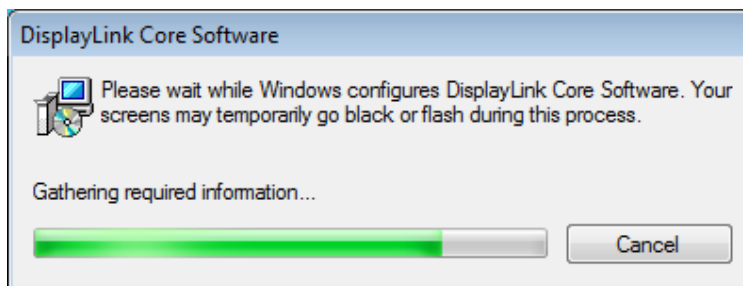 DisplayLink Core Software
Please wait while Windows configures DisplayLink Core Software. Your
screens may temporarily go black or flash during this process.
Gathering required information...
Cancel